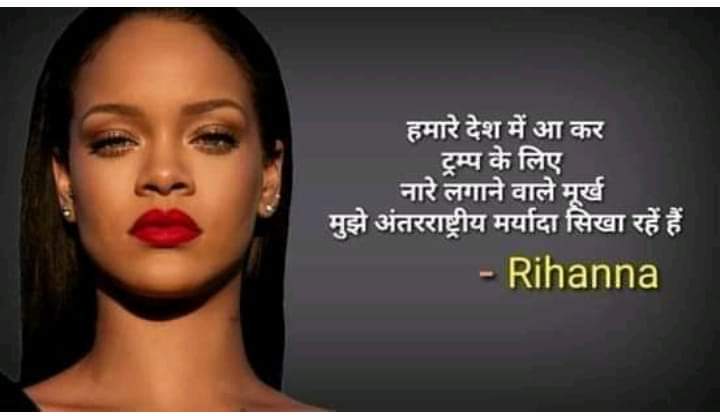 हमारे देश में आ कर
ट्रम्प के लिए
नारे लगाने वाले मूर्ख
मुझे अंतरराष्ट्रीय मर्यादा सिखा रहें हैं
- Rihanna